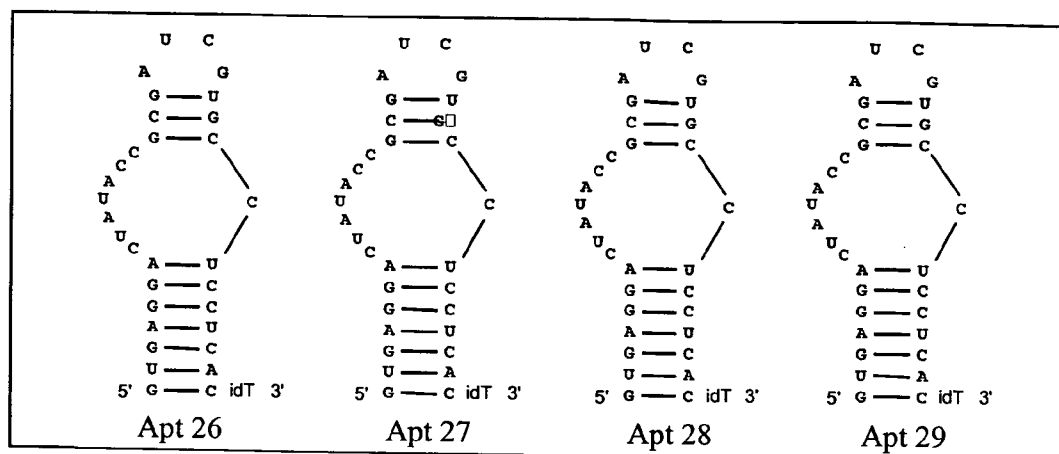 U C
A G
G U
C G
G C
C
C
A
U C
A
U
C
A U
G C
G C
A U
G C
U A
5' G C idT 3'
Apt 26
U C
A G
G U
C G□
G C
C
C
A
U C
A
U
C
A U
G C
G C
A U
G C
U A
5' G C idT 3'
Apt 27
U C
A G
G U
C G
G C
C
C
A
U C
A
U
C
A U
G C
G C
A U
G C
U A
5' G C idT 3'
Apt 28
U C
A G
G U
C G
G C
C
C
A
U C
A
U
C
A U
G C
G C
A U
G C
U A
5' G C idT 3'
Apt 29